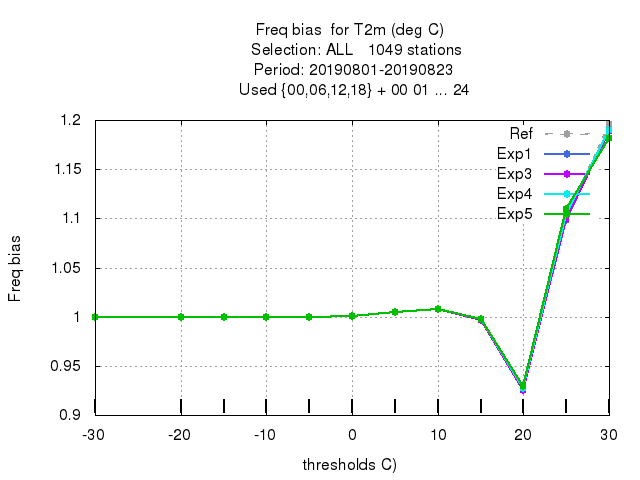 Freq bias for T2m (deg C)
Selection: ALL 1049 stations
Period: 20190801-20190823
Used {00,06,12,18} + 00 01 ... 24
Freq bias
1.2
1.15
1.1
1.05
1
0.95
0.9
Ref
Exp1
Exp3
Exp4
Exp5
-30 -20 -10 0 10 20 30
thresholds C)